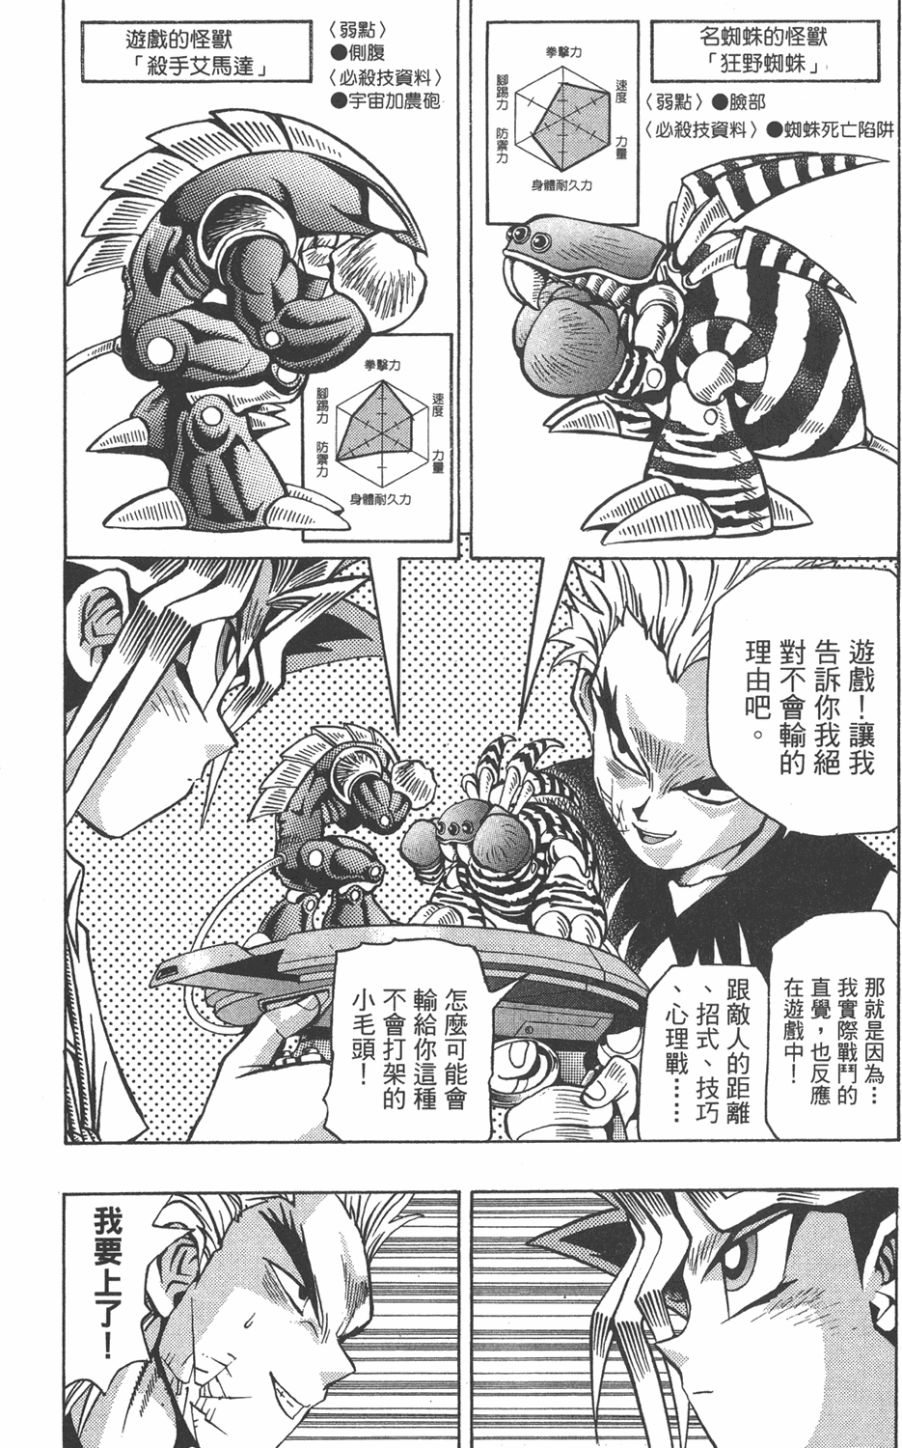 名蜘蛛的怪獸
「狂野蜘蛛」
〈弱點〉●臉部
〈必殺技資料〉●蜘蛛死亡陷阱
拳擊力
速度
力量
身體耐久力
防禦力
腳踢力
遊戲的怪獸
「殺手艾馬達」
〈弱點〉
●側腹
〈必殺技資料〉
●宇宙加農砲
拳擊力
速度
力量
身體耐久力
防禦力
腳踢力
遊戲！讓我
告訴你我絕
對不會輸的
理由吧。
那就是因為…
我實際戰鬥的
直覺，也反應
在遊戲中！
跟敵人的距離
、招式、技巧
、心理戰……
怎麼可能會
輸給你這種
不會打架的
小毛頭！
我要上了！